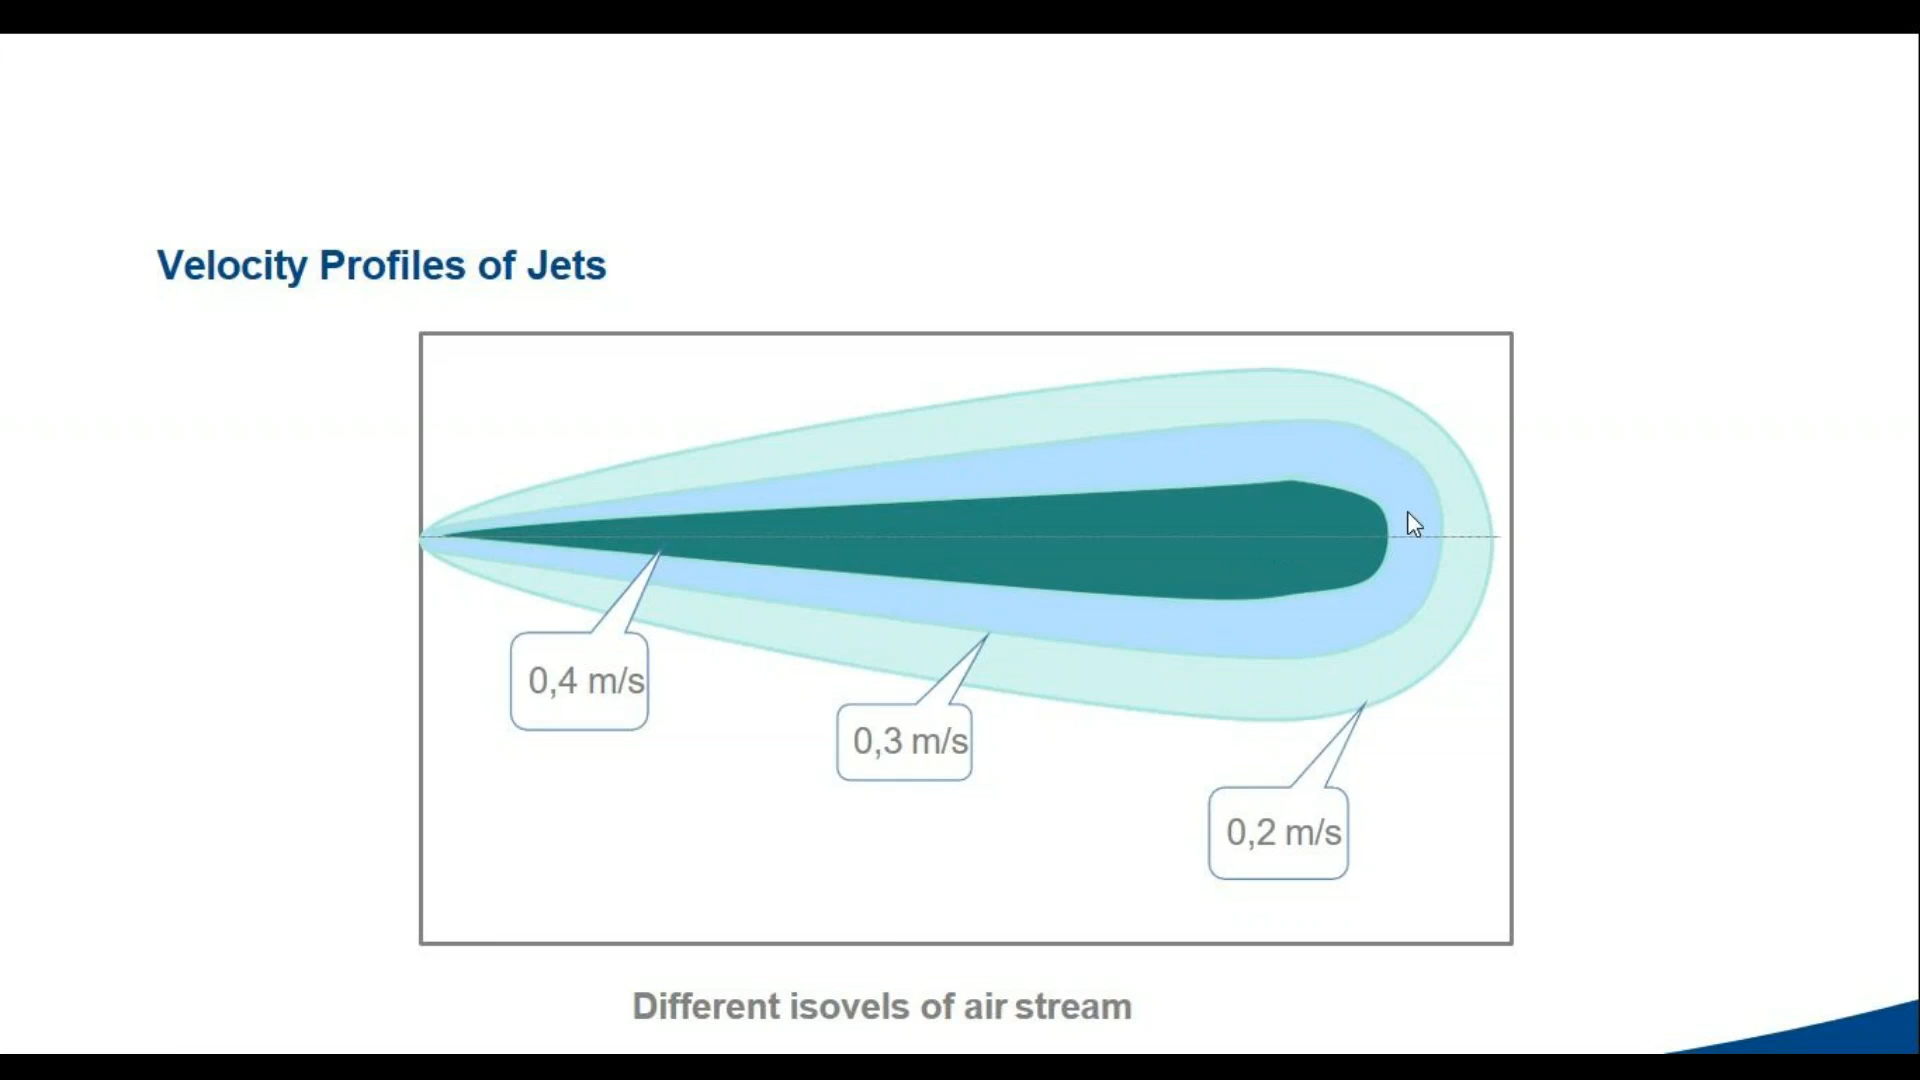 Velocity Profiles of Jets
0,4 m/s
0,3 m/s
0,2 m/s
Different isovels of air stream